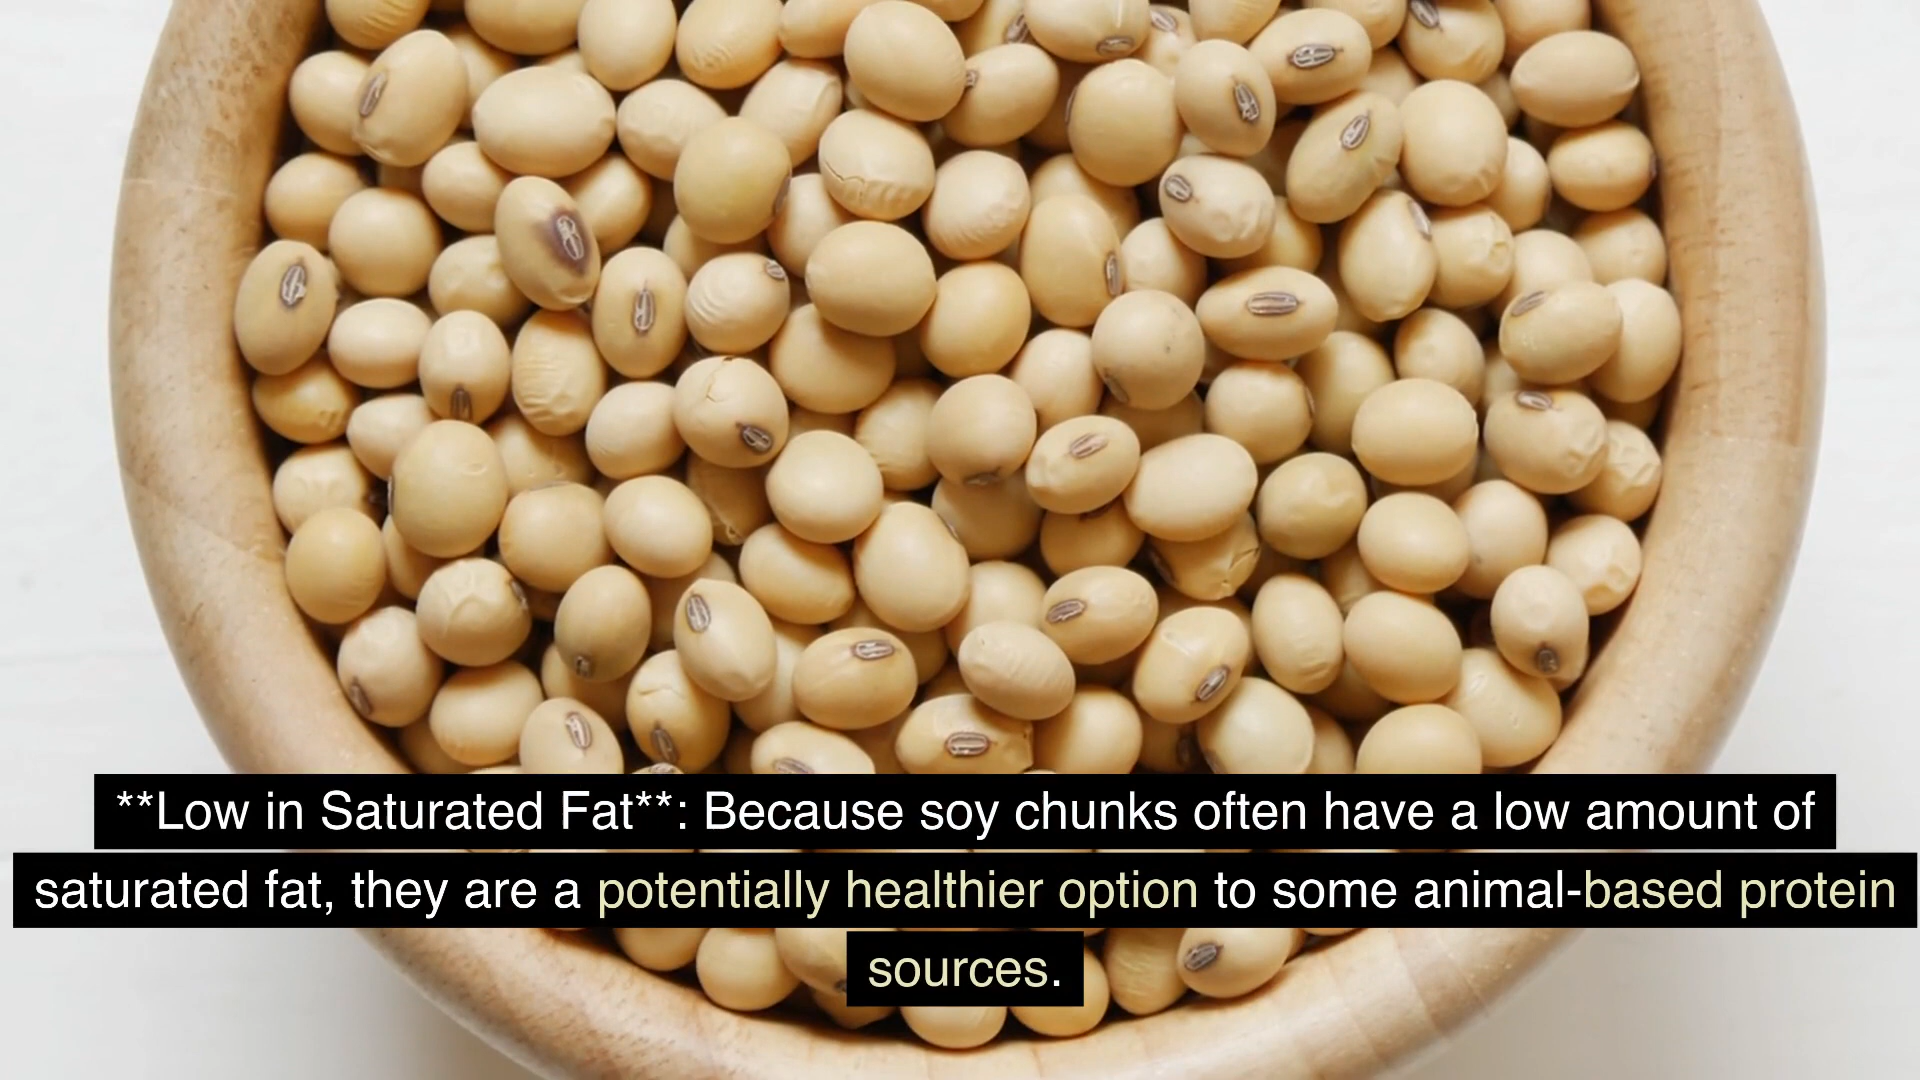 **Low in Saturated Fat**: Because soy chunks often have a low amount of
saturated fat, they are a potentially healthier option to some animal-based protein
sources.